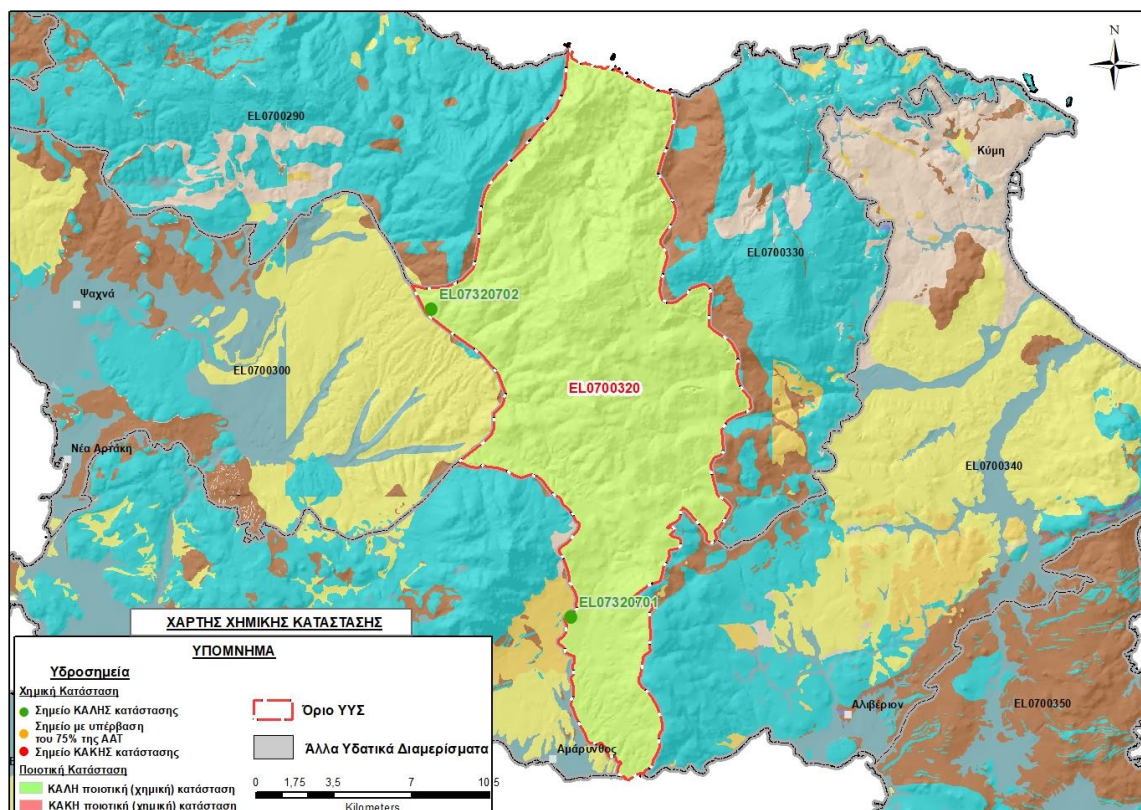 N
EL0700290
Κύμη
EL0700330
EL07320702
Ψαχνά
EL0700300
EL0700320
Νέα Αρτάκη
EL0700340
EL07320701
ΧΑΡΤΗΣ ΧΗΜΙΚΗΣ ΚΑΤΑΣΤΑΣΗΣ
ΥΠΟΜΝΗΜΑ
Υδροσημεία
Χημική Κατάσταση
Σημείο ΚΑΛΗΣ κατάστασης
Σημείο με υπέρβαση
του 75% της ΑΑΤ
Σημείο ΚΑΚΗΣ κατάστασης
Ποιοτική Κατάσταση
ΚΑΛΗ ποιοτική (χημική) κατάσταση
ΚΑΚΗ ποιοτική (χημική) κατάσταση
Όριο ΥΥΣ
Άλλα Υδατικά Διαμερίσματα
0 1,75 3,5 7 10,5
Kilometers
Αμάρυνθος
Αλιβέριον
EL0700350